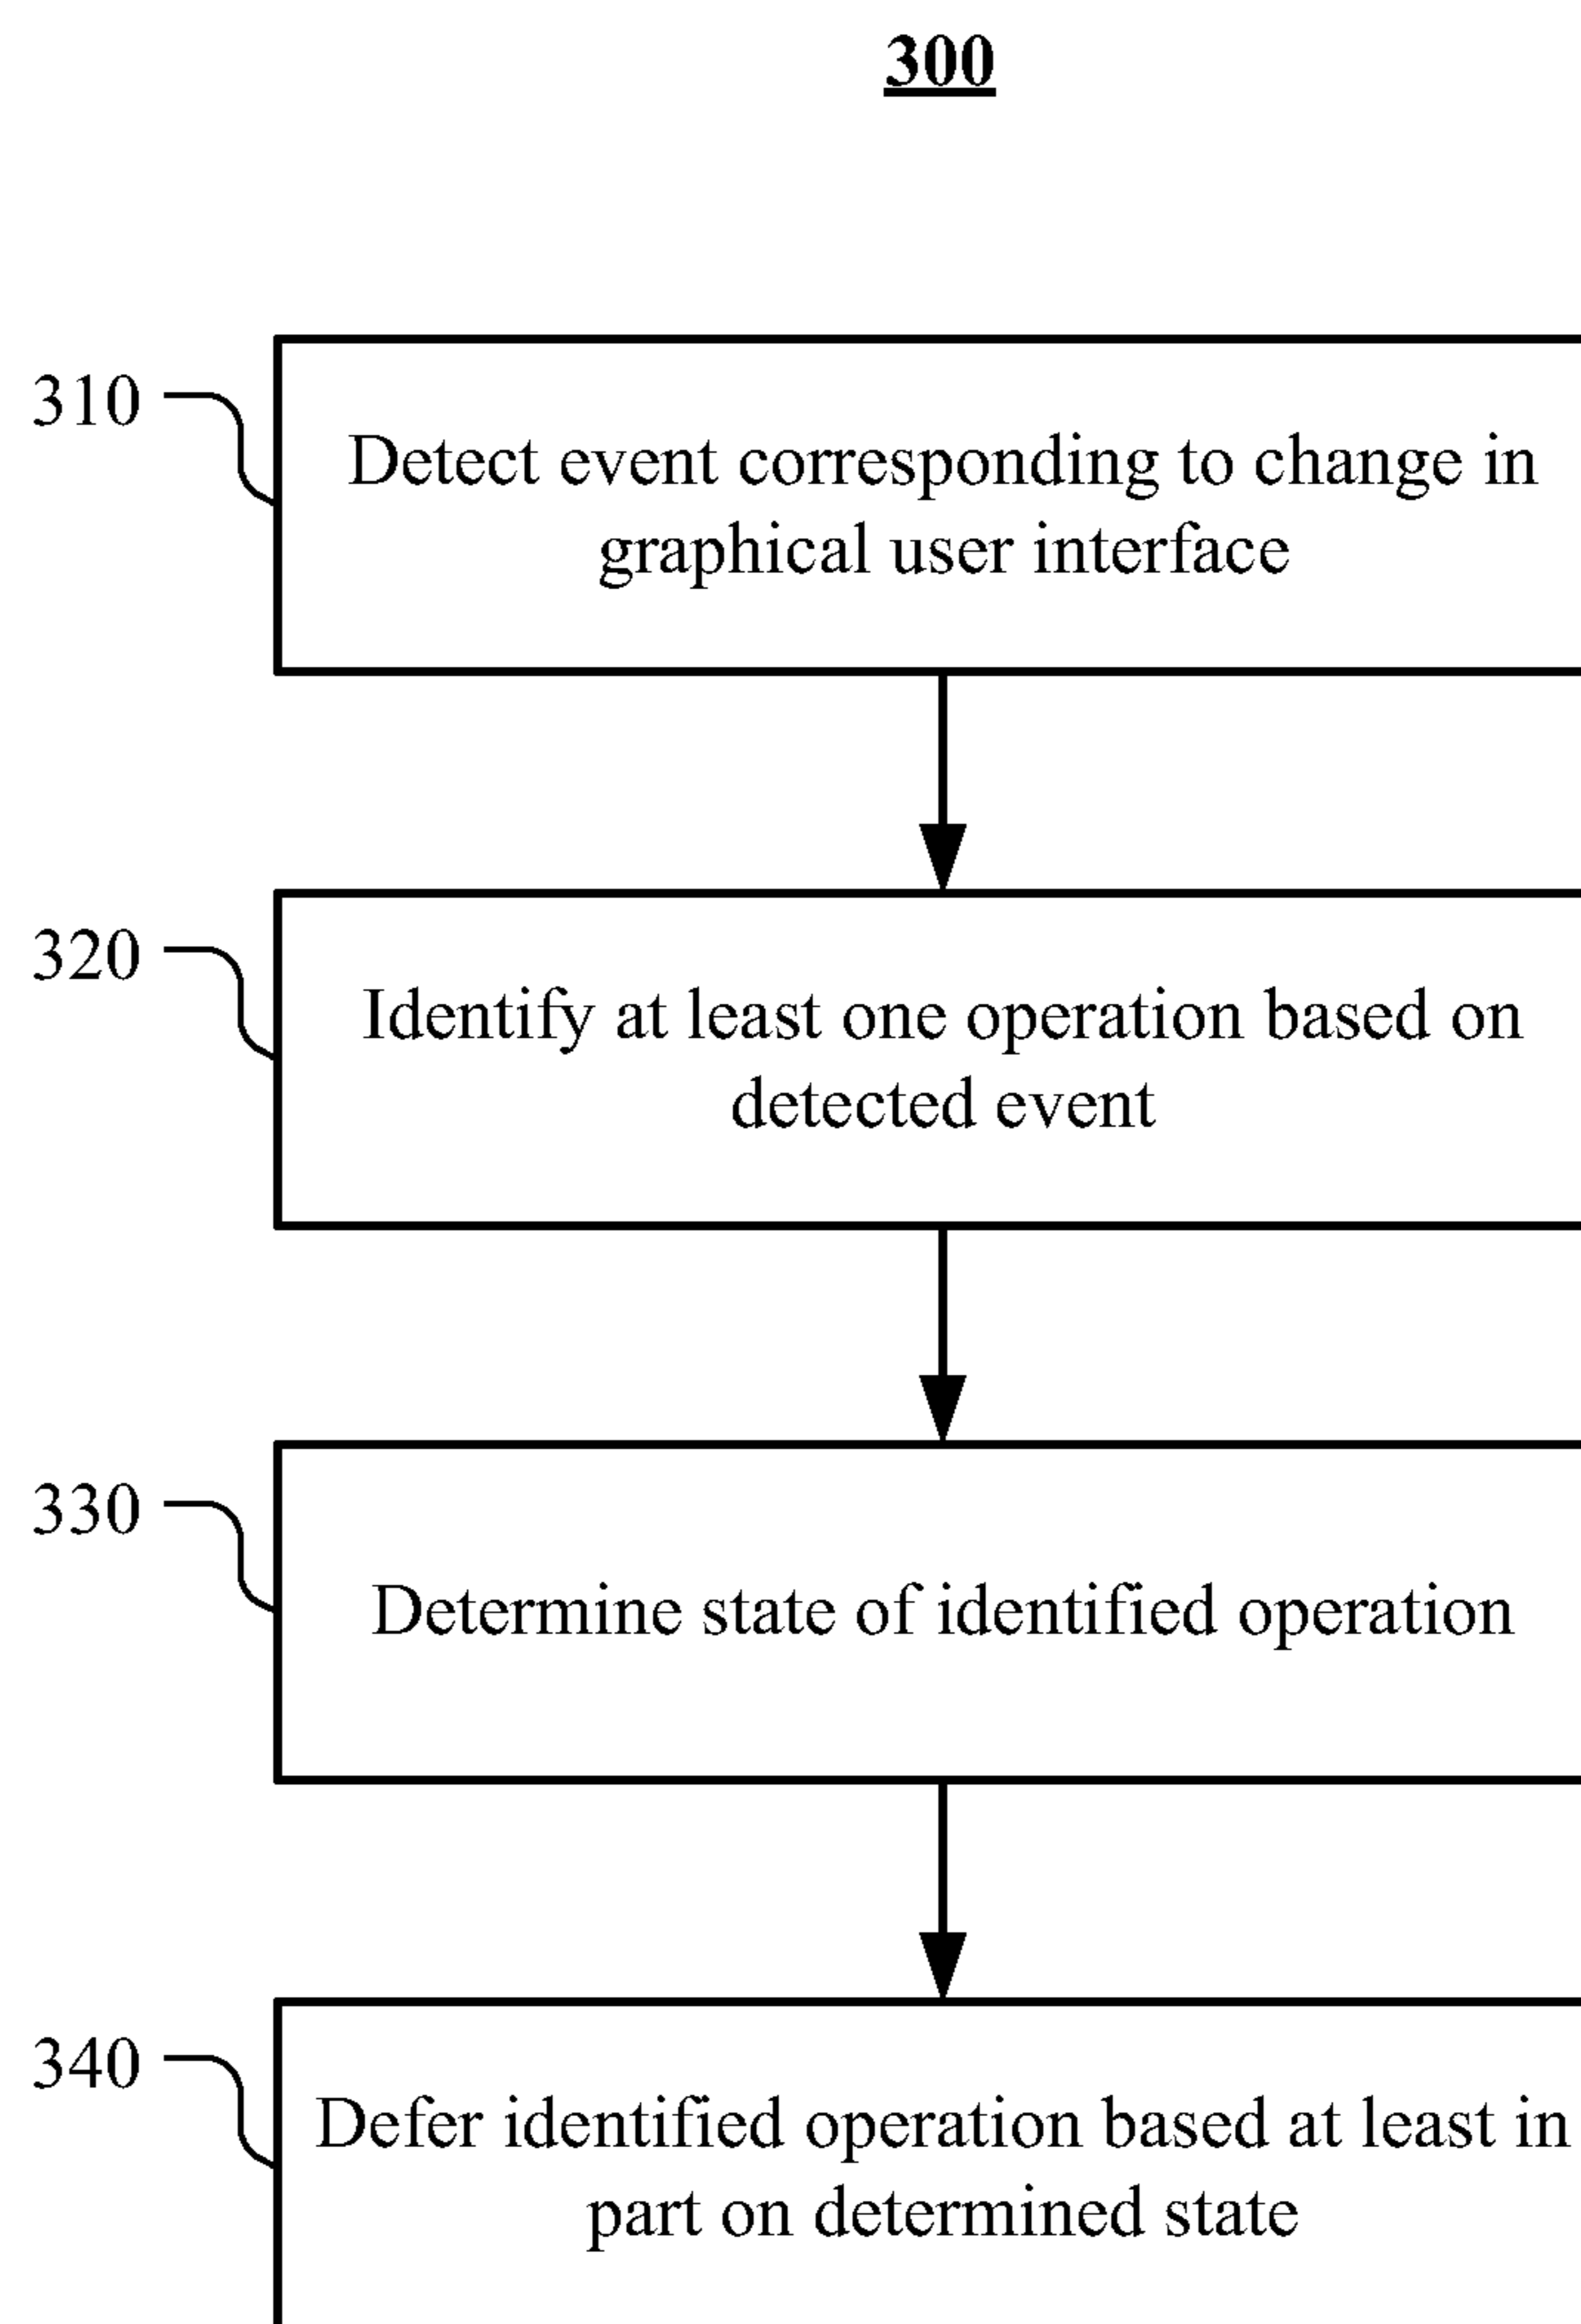 300
310
Detect event corresponding to change in
graphical user interface
320
Identify at least one operation based on
detected event
330
Determine state of identified operation
340
Defer identified operation based at least in
part on determined state